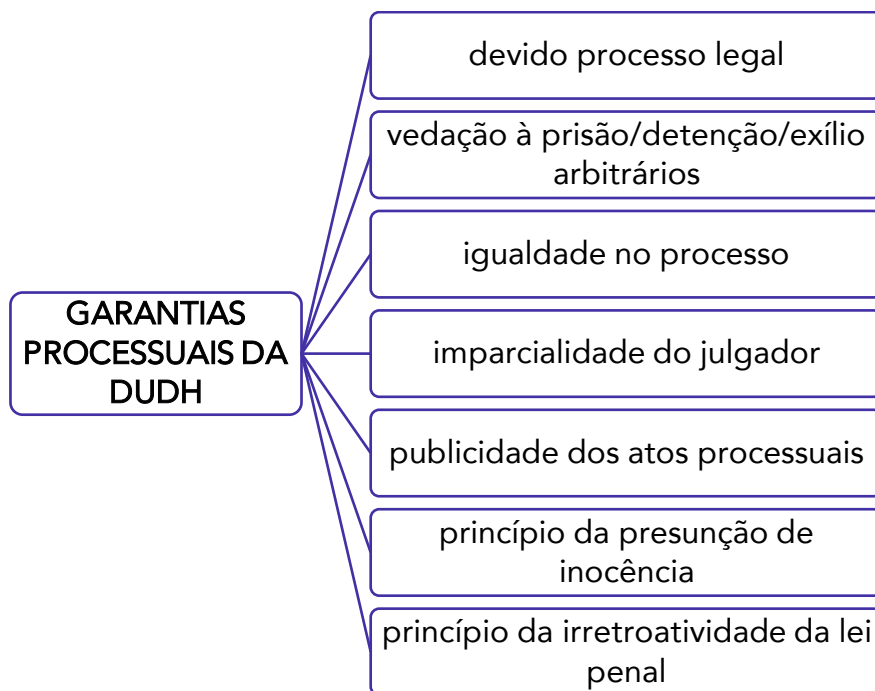 devido processo legal
vedação à prisão/detenção/exílio
arbitrários
igualdade no processo
GARANTIAS
PROCESSUAIS DA
DUDH
imparcialidade do julgador
publicidade dos atos processuais
princípio da presunção de
inocência
princípio da irretroatividade da lei
penal